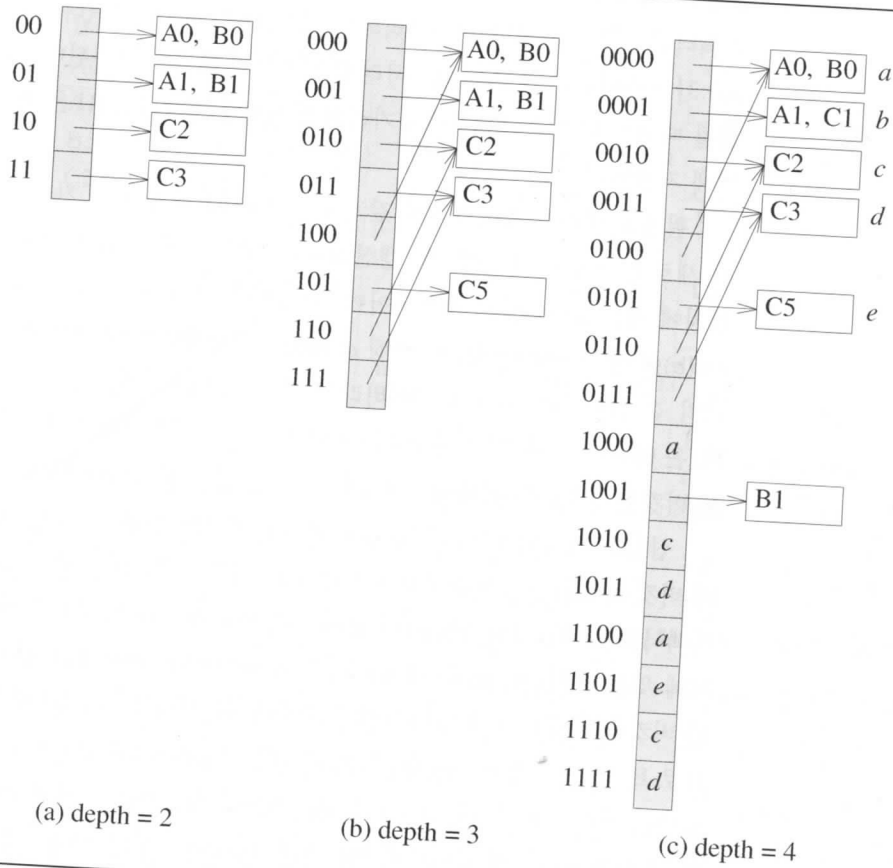 00
A0, B0
01
A1, B1
10
C2
11
C3
(a) depth = 2
000
A0, B0
001
A1, B1
010
C2
011
C3
100
101
C5
110
111
(b) depth = 3
0000
A0, B0 a
0001
A1, C1 b
0010
C2 c
0011
C3 d
0100
0101
C5 e
0110
0111
1000 a
1001
B1
1010 c
1011 d
1100 a
1101 e
1110 c
1111 d
(c) depth = 4